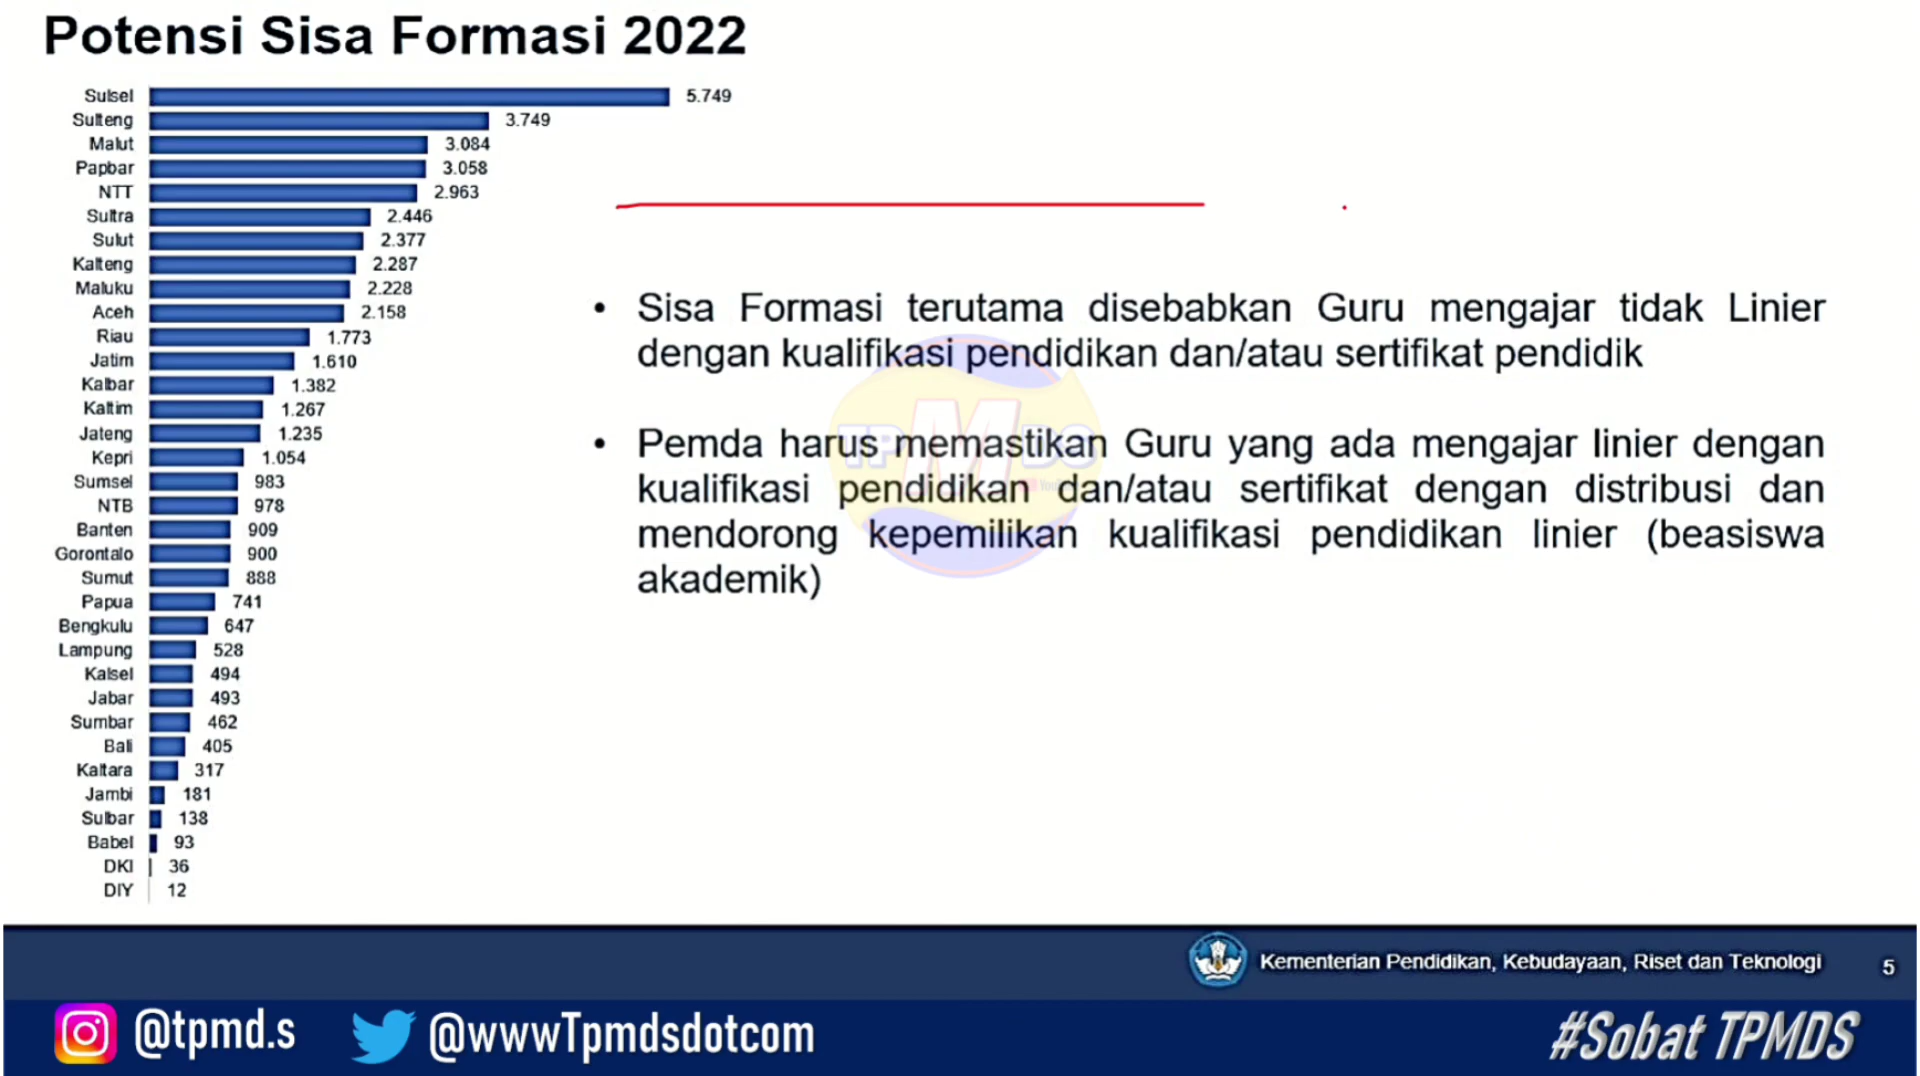 Potensi Sisa Formasi 2022
Sulsel 5.749
Sulteng 3.749
Malut 3.084
Papbar 3.058
NTT 2.963
Sultra 2.446
Sulut 2.377
Kalteng 2.287
Maluku 2.228
Aceh 2.158
Riau 1.773
Jatim 1.610
Kalbar 1.382
Kaltim 1.267
Jateng 1.235
Kepri 1.054
Sumsel 983
NTB 978
Banten 909
Gorontalo 900
Sumut 888
Papua 741
Bengkulu 647
Lampung 528
Kalsel 494
Jabar 493
Sumbar 462
Bali 405
Kaltara 317
Jambi 181
Sulbar 138
Babel 93
DKI 36
DIY 12
• Sisa Formasi terutama disebabkan Guru mengajar tidak Linier
dengan kualifikasi pendidikan dan/atau sertifikat pendidik
• Pemda harus memastikan Guru yang ada mengajar linier dengan
kualifikasi pendidikan dan/atau sertifikat dengan distribusi dan
mendorong kepemilikan kualifikasi pendidikan linier (beasiswa
akademik)
TPMDS
Kementerian Pendidikan, Kebudayaan, Riset dan Teknologi 5
@tpmd.s @wwwTpmdsdotcom #Sobat TPMDS